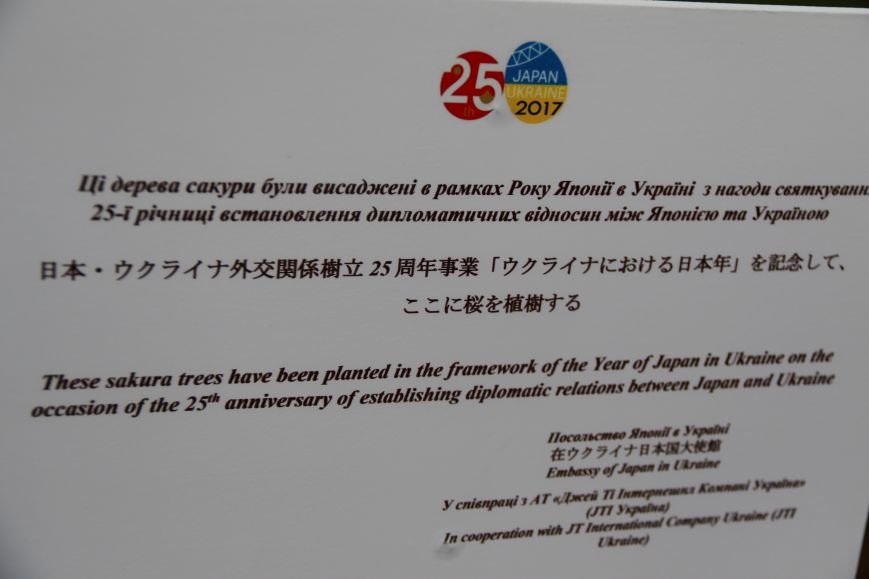 25th
JAPAN
UKRAINE
2017
Ці дерева сакури були висаджені в рамках Року Японії в Україні з нагоди святкуванн
25-ї річниці встановлення дипломатичних відносин між Японією та Україною
日本・ウクライナ外交関係樹立 25 周年事業「ウクライナにおける日本年」を記念して、
ここに桜を植樹する
These sakura trees have been planted in the framework of the Year of Japan in Ukraine on the
occasion of the 25th anniversary of establishing diplomatic relations between Japan and Ukraine
Посольство Японії в Україні
在ウクライナ日本国大使館
Embassy of Japan in Ukraine
У співпраці з АТ «Джей Ті Інтернешнл Компані Україна»
(JTI Україна)
In cooperation with JT International Company Ukraine (JTI
Ukraine)